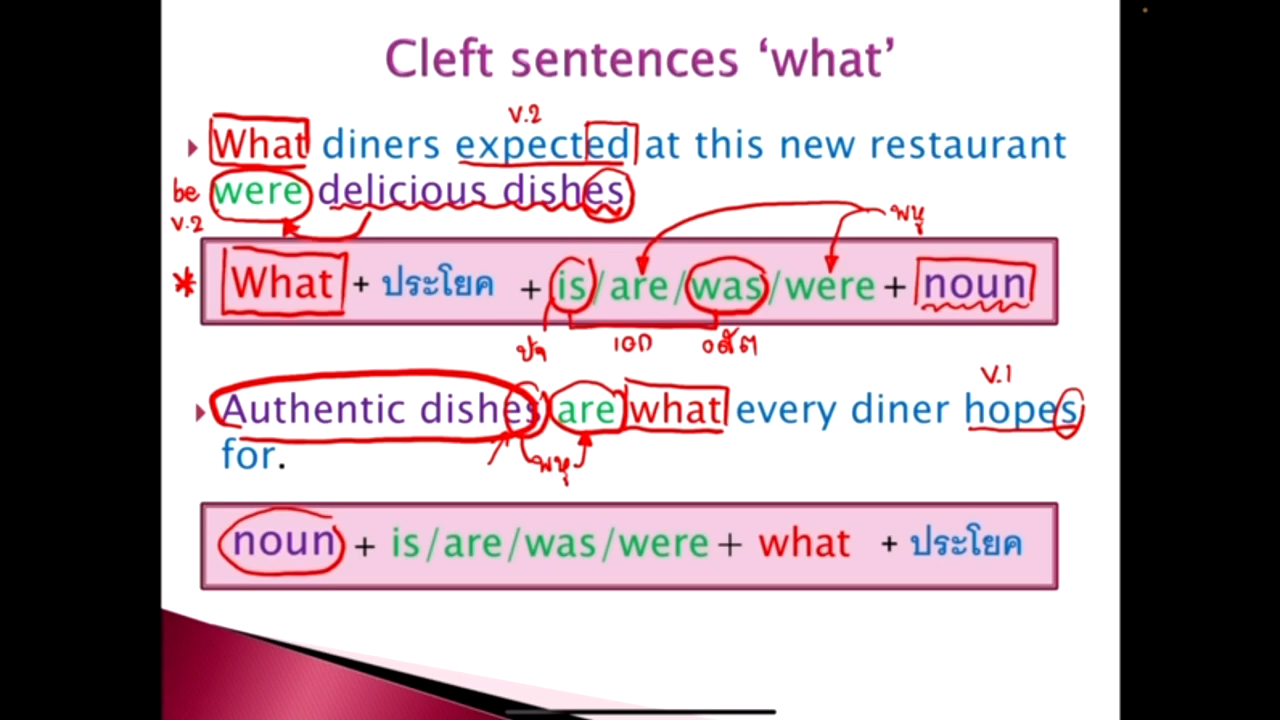 Cleft sentences ‘what’
v.2
What diners expected at this new restaurant
be were delicious dishes
v.2
พหู
* What + ประโยค + is/are/was/were + noun
ปัจ เอก อดีต
v.1
Authentic dishes are what every diner hopes
for.
พหู
noun + is/are/was/were + what + ประโยค